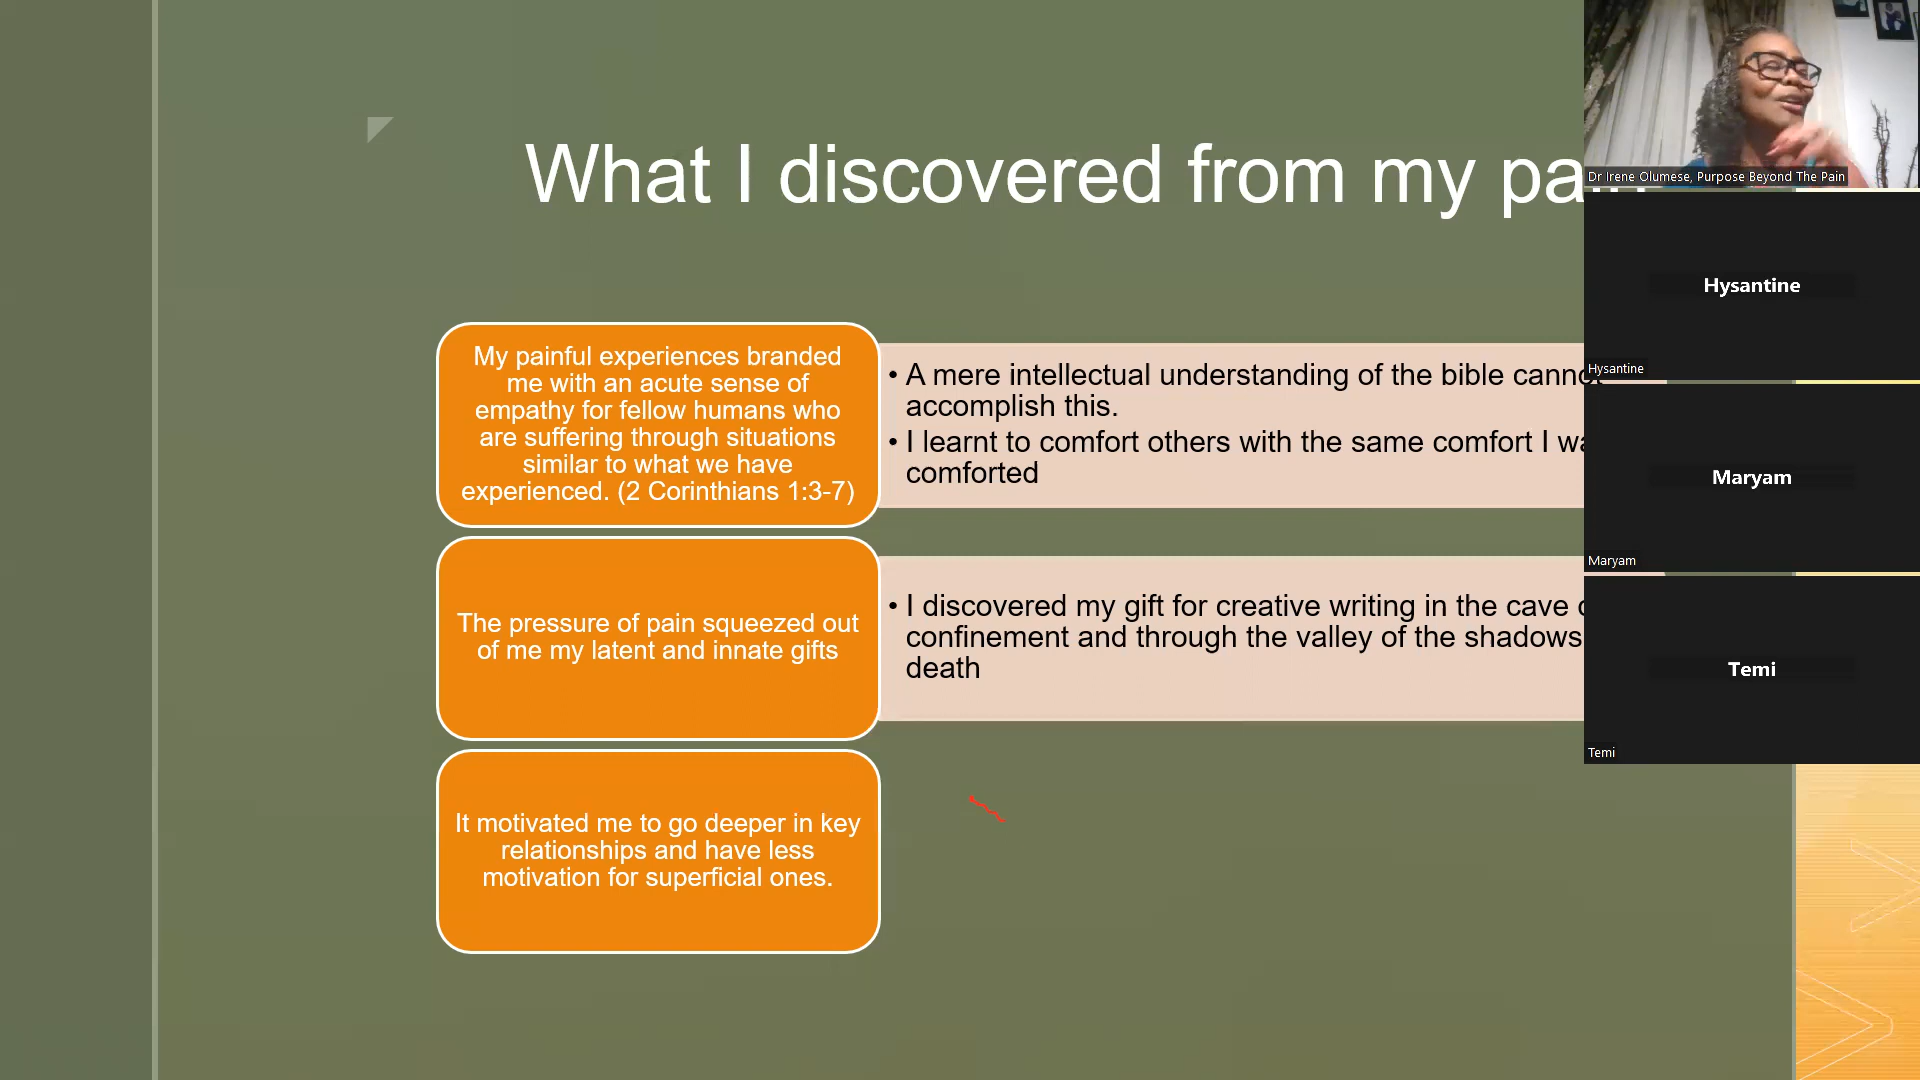 What I discovered from my
My painful experiences branded
me with an acute sense of
empathy for fellow humans who
are suffering through situations
similar to what we have
experienced. (2 Corinthians 1:3-7)
• A mere intellectual understanding of the bible
accomplish this.
• I learnt to comfort others with the same comfort I
comforted
The pressure of pain squeezed out
of me my latent and innate gifts
• I discovered my gift for creative writing in the cave
confinement and through the valley of the shadows
death
It motivated me to go deeper in key
relationships and have less
motivation for superficial ones.
Dr Irene Olumese, Purpose Beyond The Pain
Hysantine
Hysantine
Maryam
Maryam
Temi
Temi